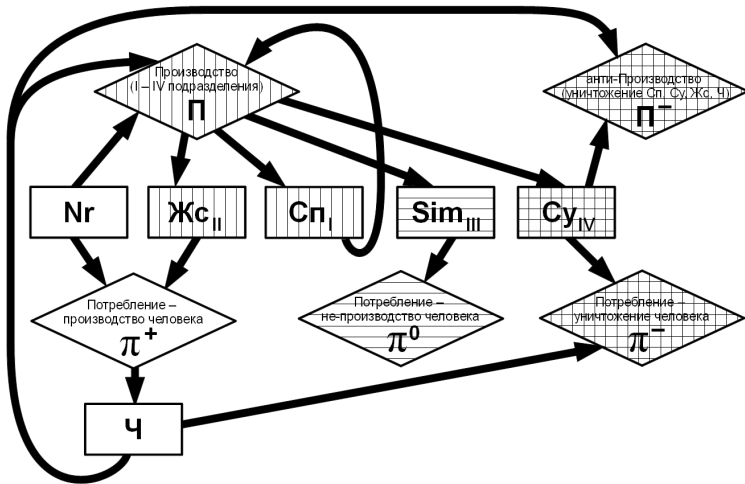 Производство
(I – IV подразделения)
П
анти-Производство
(уничтожение Сп, Су, Жс, Ч)
П⁻
Nr
Жс II
Сп I
Sim III
Су IV
Потребление –
производство человека
π⁺
Потребление –
не-производство человека
π⁰
Потребление –
уничтожение человека
π⁻
Ч